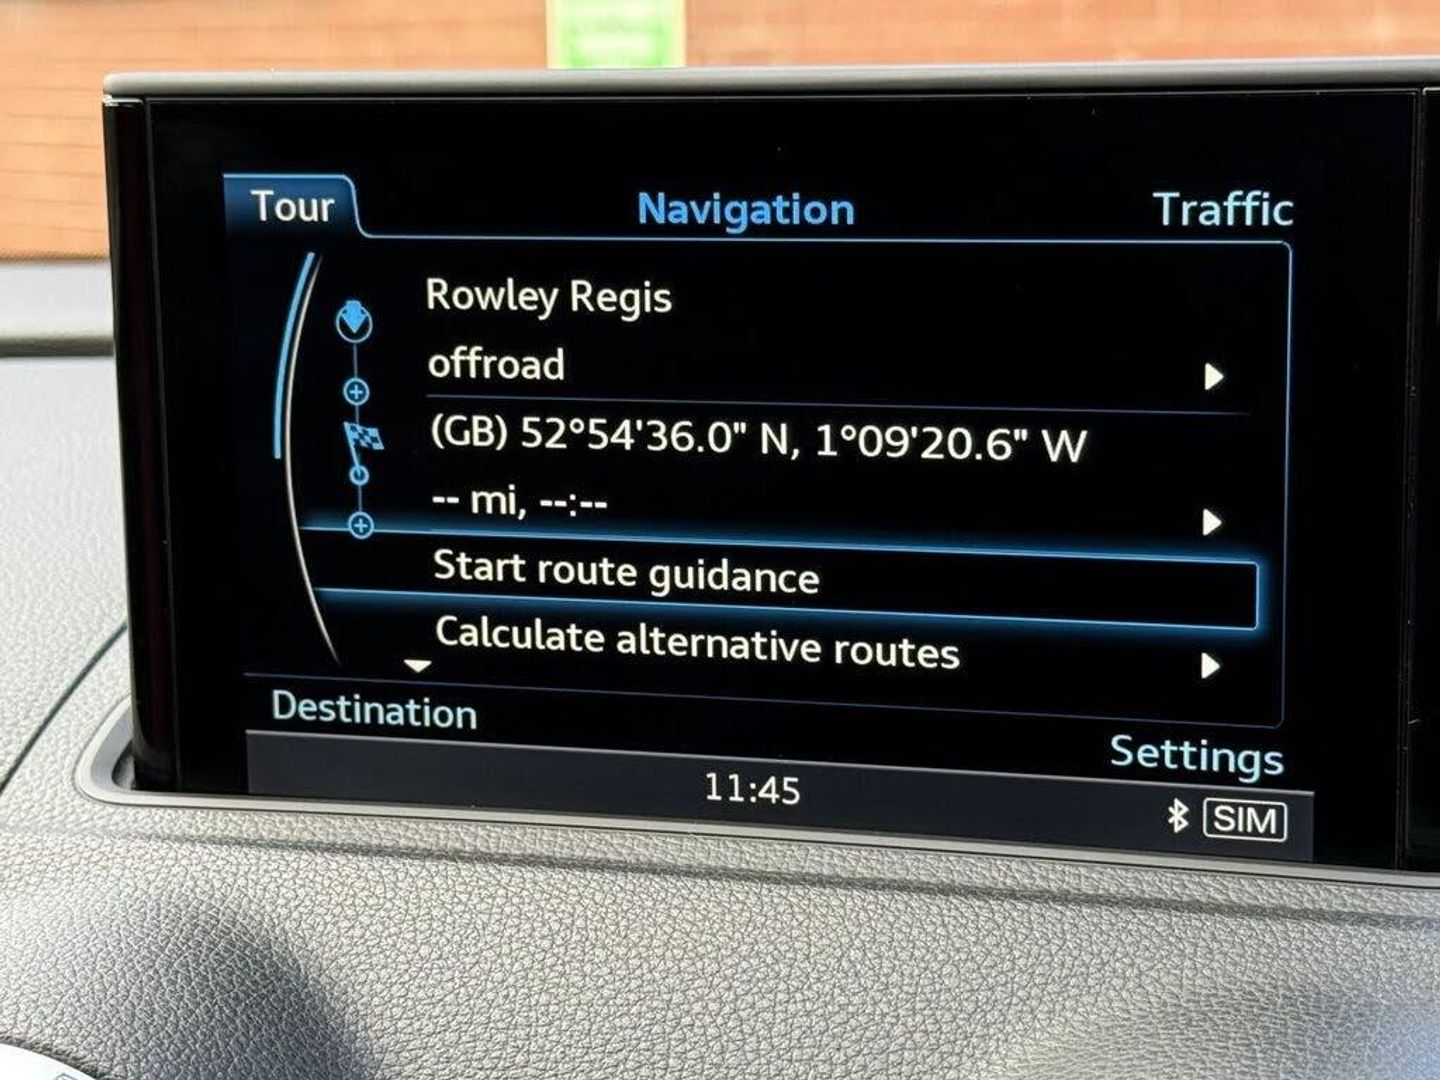 Tour Navigation Traffic
Rowley Regis
offroad
(GB) 52°54'36.0" N, 1°09'20.6" W
-- mi, --:--
Start route guidance
Calculate alternative routes
Destination
Settings
11:45
SIM